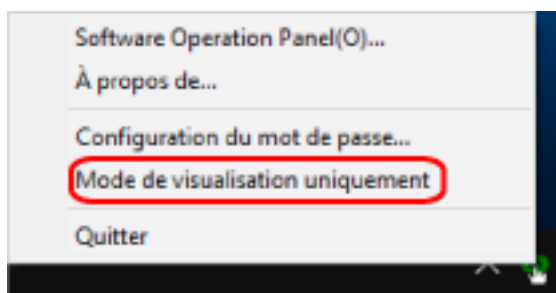 Software Operation Panel(O)...
À propos de...
Configuration du mot de passe...
Mode de visualisation uniquement
Quitter